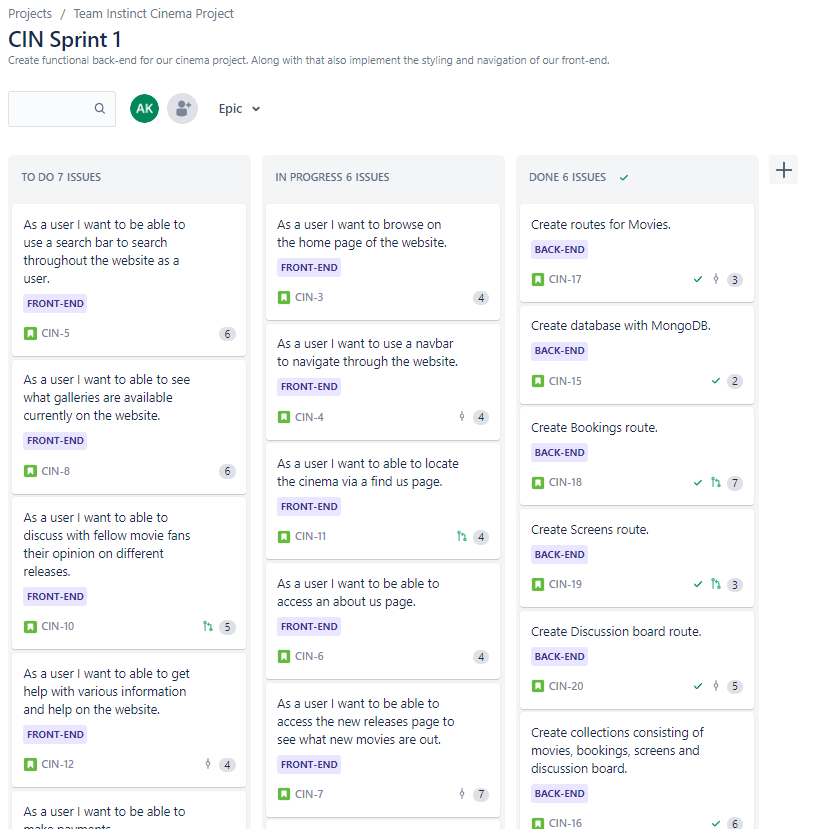 Projects / Team Instinct Cinema Project
CIN Sprint 1
Create functional back-end for our cinema project. Along with that also implement the styling and navigation of our front-end.
AK
Epic
TO DO 7 ISSUES
As a user I want to be able to
use a search bar to search
throughout the website as a
user.
FRONT-END
CIN-5
6
As a user I want to able to see
what galleries are available
currently on the website.
FRONT-END
CIN-8
6
As a user I want to able to
discuss with fellow movie fans
their opinion on different
releases.
FRONT-END
CIN-10
5
As a user I want to able to get
help with various information
and help on the website.
FRONT-END
CIN-12
4
As a user I want to be able to
make payments
IN PROGRESS 6 ISSUES
As a user I want to browse on
the home page of the website.
FRONT-END
CIN-3
4
As a user I want to use a navbar
to navigate through the website.
FRONT-END
CIN-4
4
As a user I want to able to locate
the cinema via a find us page.
FRONT-END
CIN-11
4
As a user I want to be able to
access an about us page.
FRONT-END
CIN-6
4
As a user I want to be able to
access the new releases page to
see what new movies are out.
FRONT-END
CIN-7
7
DONE 6 ISSUES
Create routes for Movies.
BACK-END
CIN-17
3
Create database with MongoDB.
BACK-END
CIN-15
2
Create Bookings route.
BACK-END
CIN-18
7
Create Screens route.
BACK-END
CIN-19
3
Create Discussion board route.
BACK-END
CIN-20
5
Create collections consisting of
movies, bookings, screens and
discussion board.
BACK-END
CIN-16
6